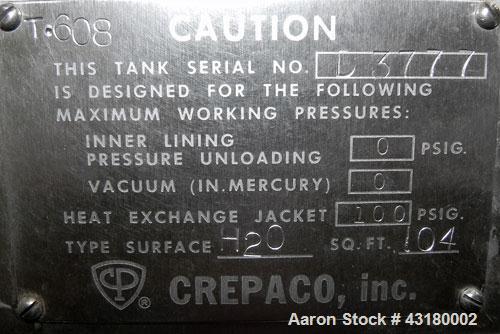 T-608 CAUTION
THIS TANK SERIAL NO. D3777
IS DESIGNED FOR THE FOLLOWING
MAXIMUM WORKING PRESSURES:
INNER LINING
PRESSURE UNLOADING 0 PSIG.
VACUUM (IN.MERCURY) 0
HEAT EXCHANGE JACKET 100 PSIG.
TYPE SURFACE H2O SQ.FT. 104
CP ® CREPACO, inc.
Aaron Stock # 43180002